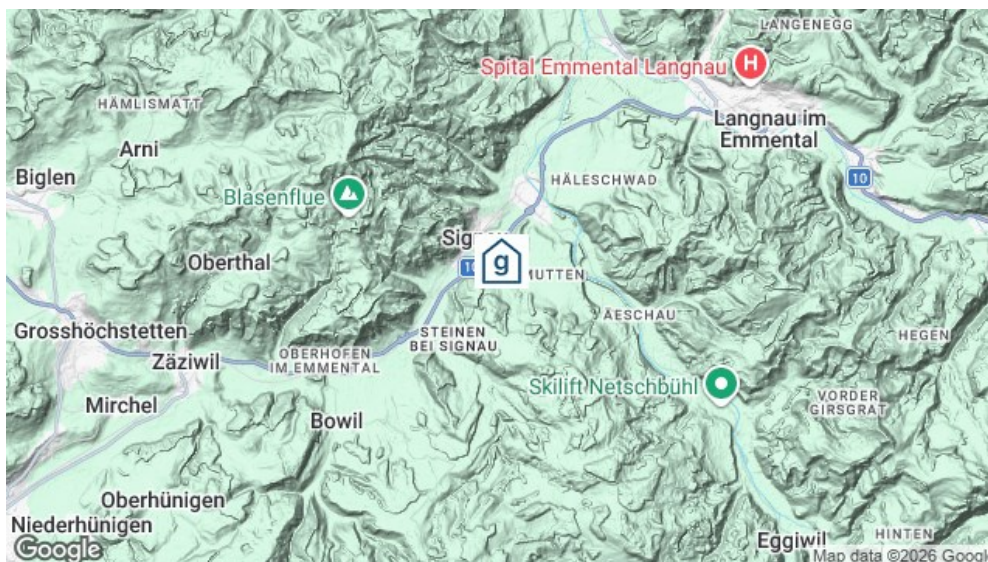 LANGENEGG
Spital Emmental Langnau
H
HÄMLISMATT
Langnau im
Emmental
Arni
Biglen
10
HÄLESCHWAD
Blasenflue
Signau
Oberthal
10
g
MUTTEN
AESCHAU
Grosshöchstetten
STEINEN
BEI SIGNAU
HEGEN
Zäziwil
OBERHOFEN
IM EMMENTAL
Skilift Netschbühl
Mirchel
VORDER
GIRSGRAT
Bowil
Oberhünigen
Niederhünigen
Eggiwil
HINTEN
Google
Map data ©2026 Google